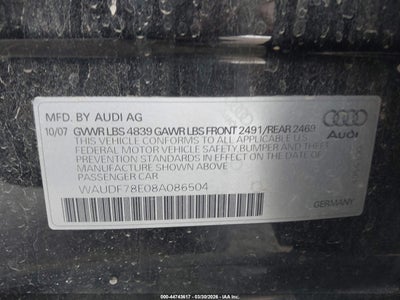 MFD. BY AUDI AG
10/07 GVWR LBS 4839 GAWR LBS FRONT 2491/REAR 2469
THIS VEHICLE CONFORMS TO ALL APPLICABLE U.S.
FEDERAL MOTOR VEHICLE SAFETY BUMPER AND THEFT
PREVENTION STANDARDS IN EFFECT ON THE DATE OF
MANUFACTURE SHOWN ABOVE
PASSENGER CAR
WAUDF78E08A086504
Audi
GERMANY
000-44743617 - 03/30/2026 - IAAI.COM